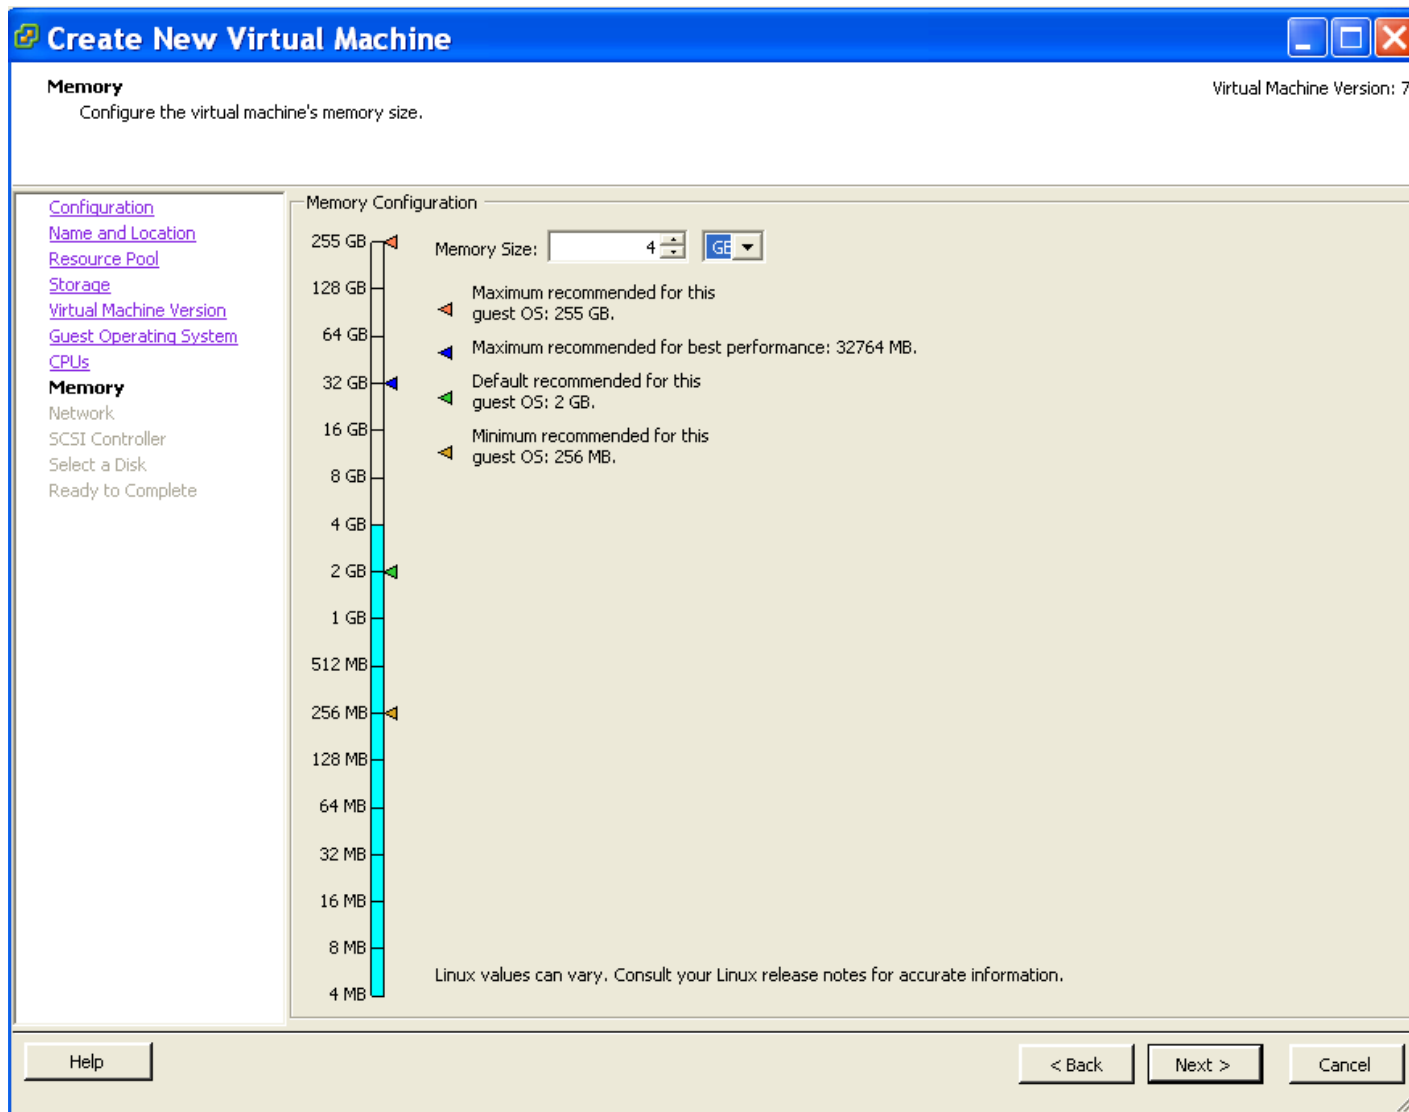 Create New Virtual Machine
Memory
Configure the virtual machine's memory size.
Virtual Machine Version: 7
Configuration
Name and Location
Resource Pool
Storage
Virtual Machine Version
Guest Operating System
CPUs
Memory
Network
SCSI Controller
Select a Disk
Ready to Complete
Memory Configuration
255 GB
128 GB
64 GB
32 GB
16 GB
8 GB
4 GB
2 GB
1 GB
512 MB
256 MB
128 MB
64 MB
32 MB
16 MB
8 MB
4 MB
Memory Size: 4 GB
Maximum recommended for this
guest OS: 255 GB.
Maximum recommended for best performance: 32764 MB.
Default recommended for this
guest OS: 2 GB.
Minimum recommended for this
guest OS: 256 MB.
Linux values can vary. Consult your Linux release notes for accurate information.
Help
< Back
Next >
Cancel